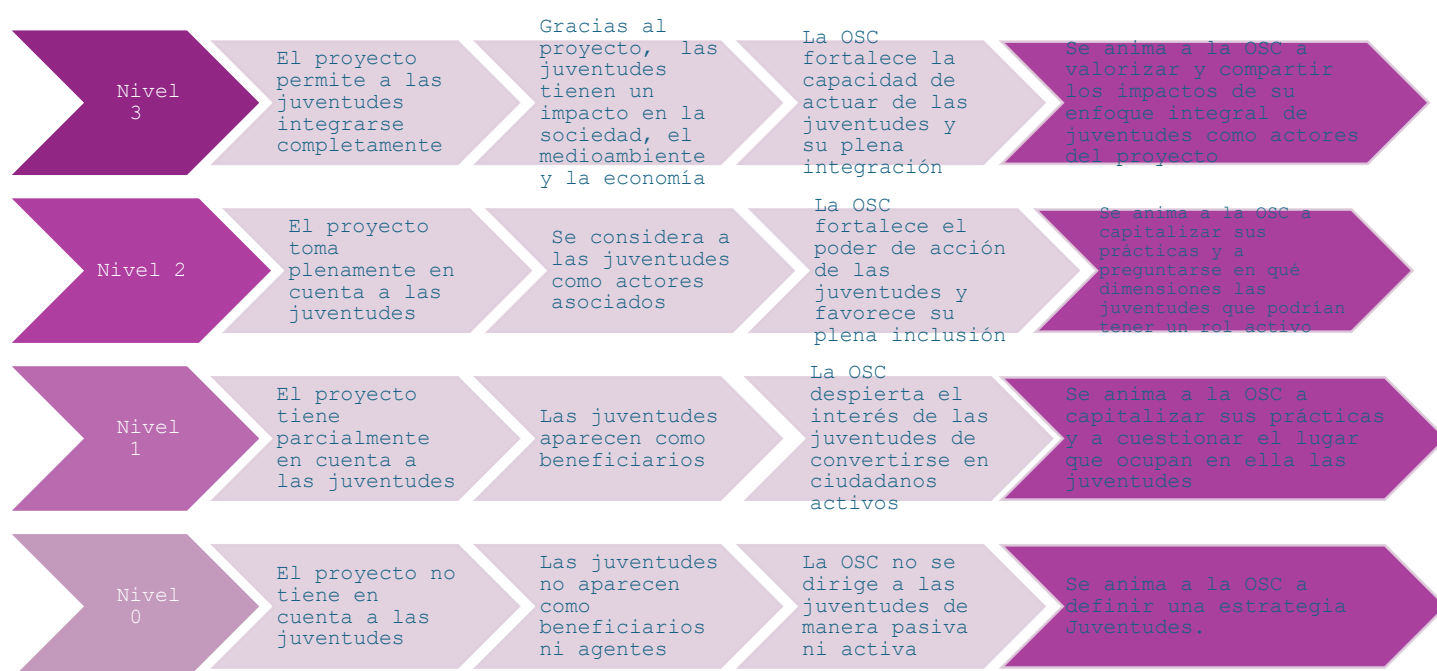 Nivel
3
El proyecto
permite a las
juventudes
integrarse
completamente
Gracias al
proyecto, las
juventudes
tienen un
impacto en la
sociedad, el
medioambiente
y la economía
La OSC
fortalece la
capacidad de
actuar de las
juventudes y
su plena
integración
Se anima a la OSC a
valorizar y compartir
los impactos de su
enfoque integral de
juventudes como actores
del proyecto
Nivel 2
El proyecto
toma
plenamente en
cuenta a las
juventudes
Se considera a
las juventudes
como actores
asociados
La OSC
fortalece el
poder de acción
de las
juventudes y
favorece su
plena inclusión
Se anima a la OSC a
capitalizar sus
prácticas y a
preguntarse en qué
dimensiones las
juventudes que podrían
tener un rol activo
Nivel
1
El proyecto
tiene
parcialmente
en cuenta a
las juventudes
Las juventudes
aparecen como
beneficiarios
La OSC
despierta el
interés de las
juventudes de
convertirse en
ciudadanos
activos
Se anima a la OSC a
capitalizar sus prácticas
y a cuestionar el lugar
que ocupan en ella las
juventudes
Nivel
0
El proyecto no
tiene en
cuenta a las
juventudes
Las juventudes
no aparecen
como
beneficiarios
ni agentes
La OSC no se
dirige a las
juventudes de
manera pasiva
ni activa
Se anima a la OSC a
definir una estrategia
Juventudes.